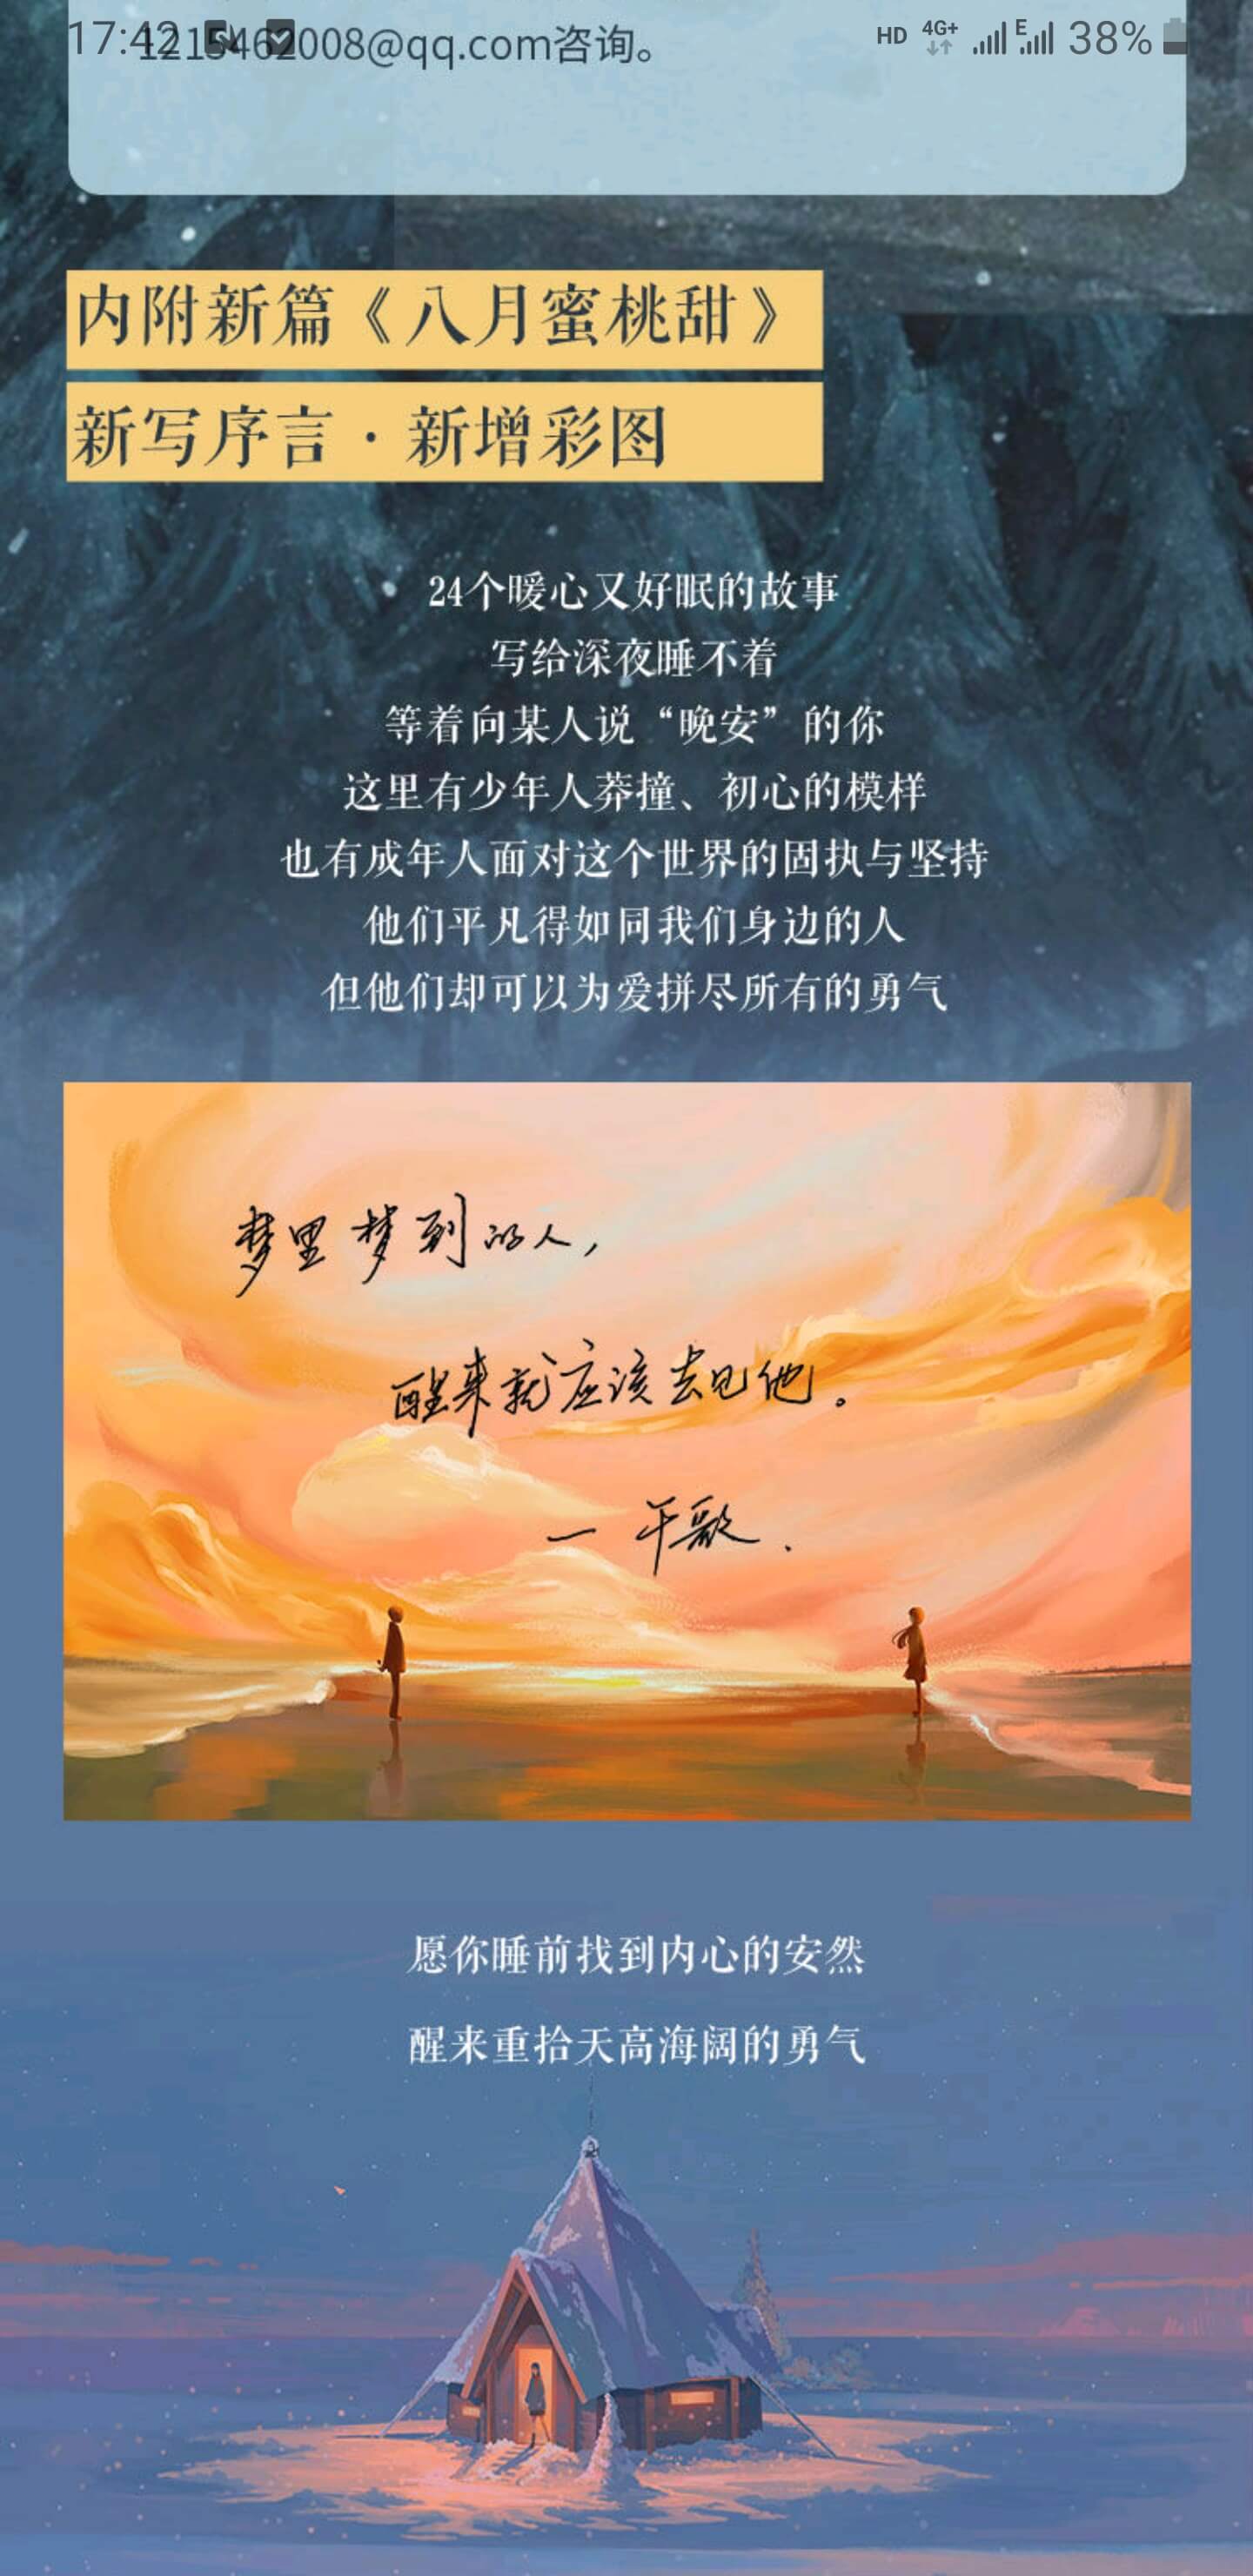 17:42
HD 4G+ E 38%
1215462008@qq.com咨询。
内附新篇《八月蜜桃甜》
新写序言·新增彩图
24个暖心又好眠的故事
写给深夜睡不着
等着向某人说“晚安”的你
这里有少年人莽撞、初心的模样
也有成年人面对这个世界的固执与坚持
他们平凡得如同我们身边的人
但他们却可以为爱拼尽所有的勇气
梦里梦到的人，
醒来就应该去见他。
— 午歌.
愿你睡前找到内心的安然
醒来重拾天高海阔的勇气